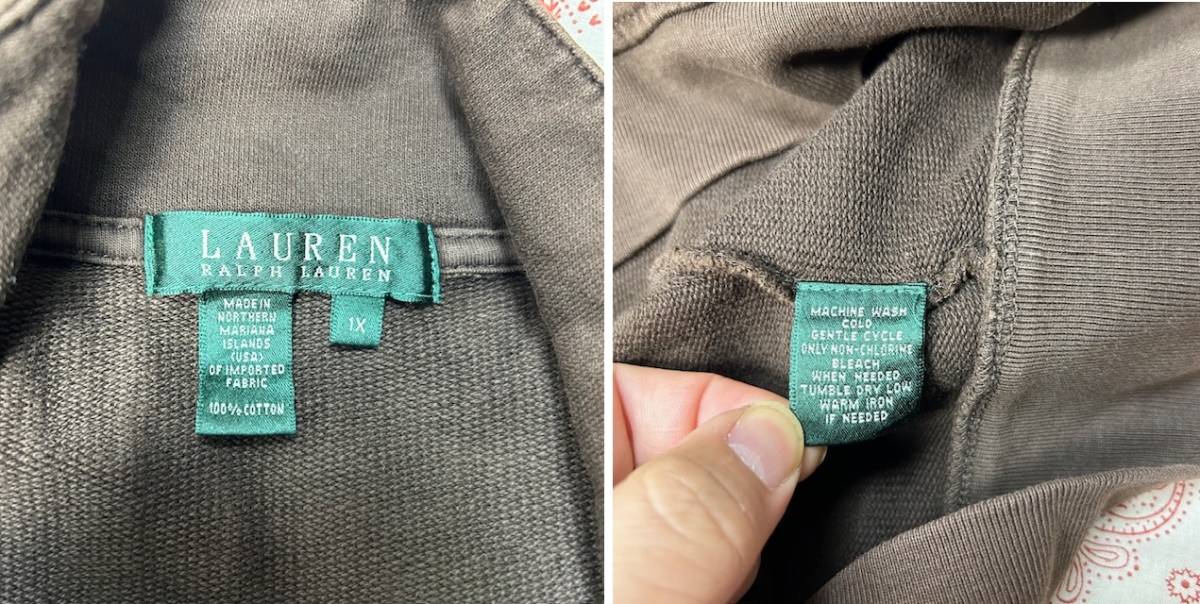 LAUREN
RALPH LAUREN
MADE IN
NORTHERN
MARIANA
ISLANDS
(USA)
OF IMPORTED
FABRIC
100% COTTON
1X
MACHINE WASH
COLD
GENTLE CYCLE
ONLY NON-CHLORINE
BLEACH
WHEN NEEDED
TUMBLE DRY LOW
WARM IRON
IF NEEDED